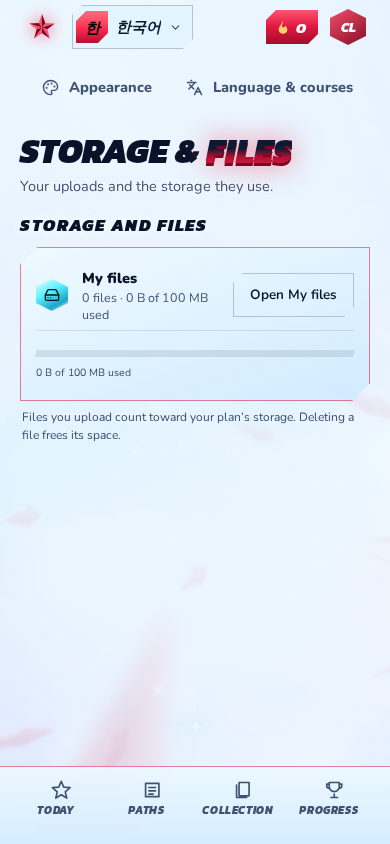 한 한국어
0
CL
Appearance
Language & courses
STORAGE & FILES
Your uploads and the storage they use.
STORAGE AND FILES
My files
0 files · 0 B of 100 MB
used
Open My files
0 B of 100 MB used
Files you upload count toward your plan’s storage. Deleting a
file frees its space.
TODAY
PATHS
COLLECTION
PROGRESS